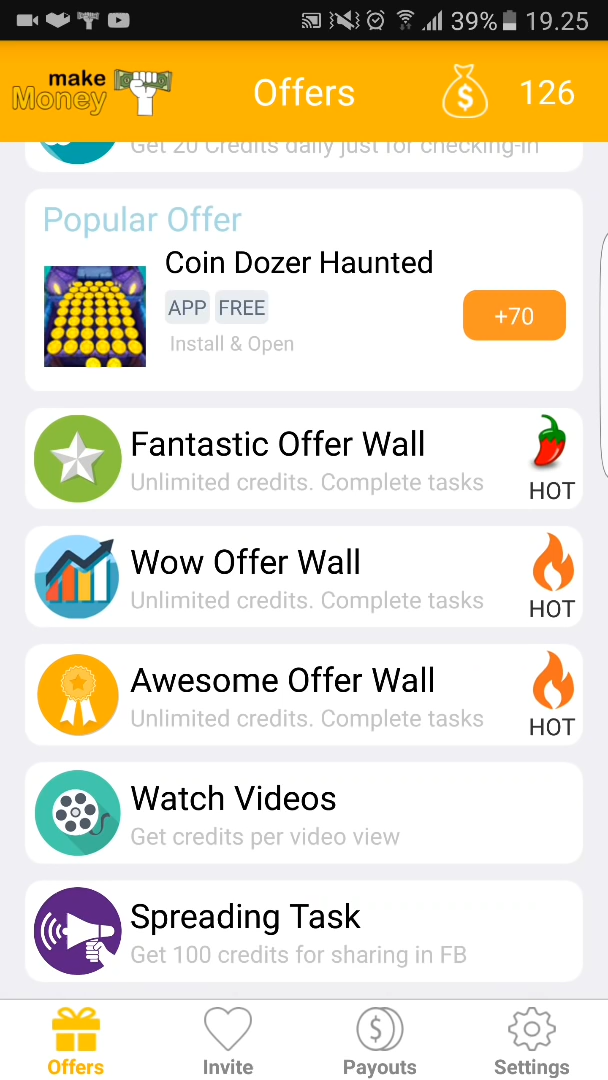 39% 19.25
make
Money
Offers
126
Get 20 Credits daily just for checking-in
Popular Offer
Coin Dozer Haunted
APP FREE
+70
Install & Open
Fantastic Offer Wall
Unlimited credits. Complete tasks
HOT
Wow Offer Wall
Unlimited credits. Complete tasks
HOT
Awesome Offer Wall
Unlimited credits. Complete tasks
HOT
Watch Videos
Get credits per video view
Spreading Task
Get 100 credits for sharing in FB
Offers Invite Payouts Settings